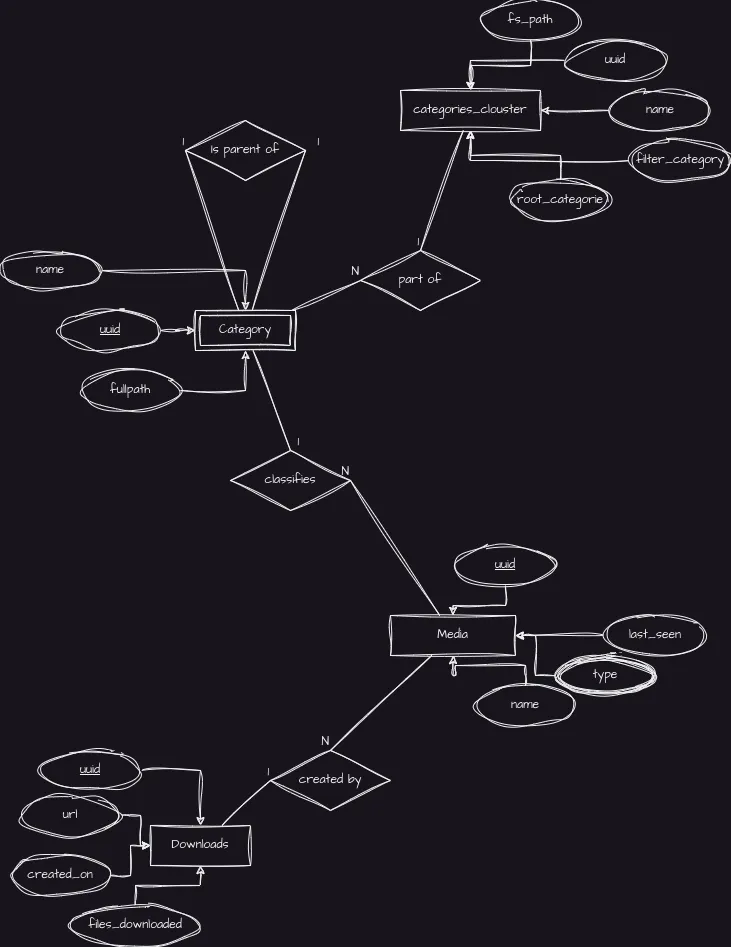 fs_path
uuid
categories_clouster
name
filter_category
root_categorie
1
is parent of
1
1
N
part of
name
uuid
Category
fullpath
1
N
classifies
uuid
Media
last_seen
type
name
N
1
created by
uuid
url
Downloads
created_on
files_downloaded